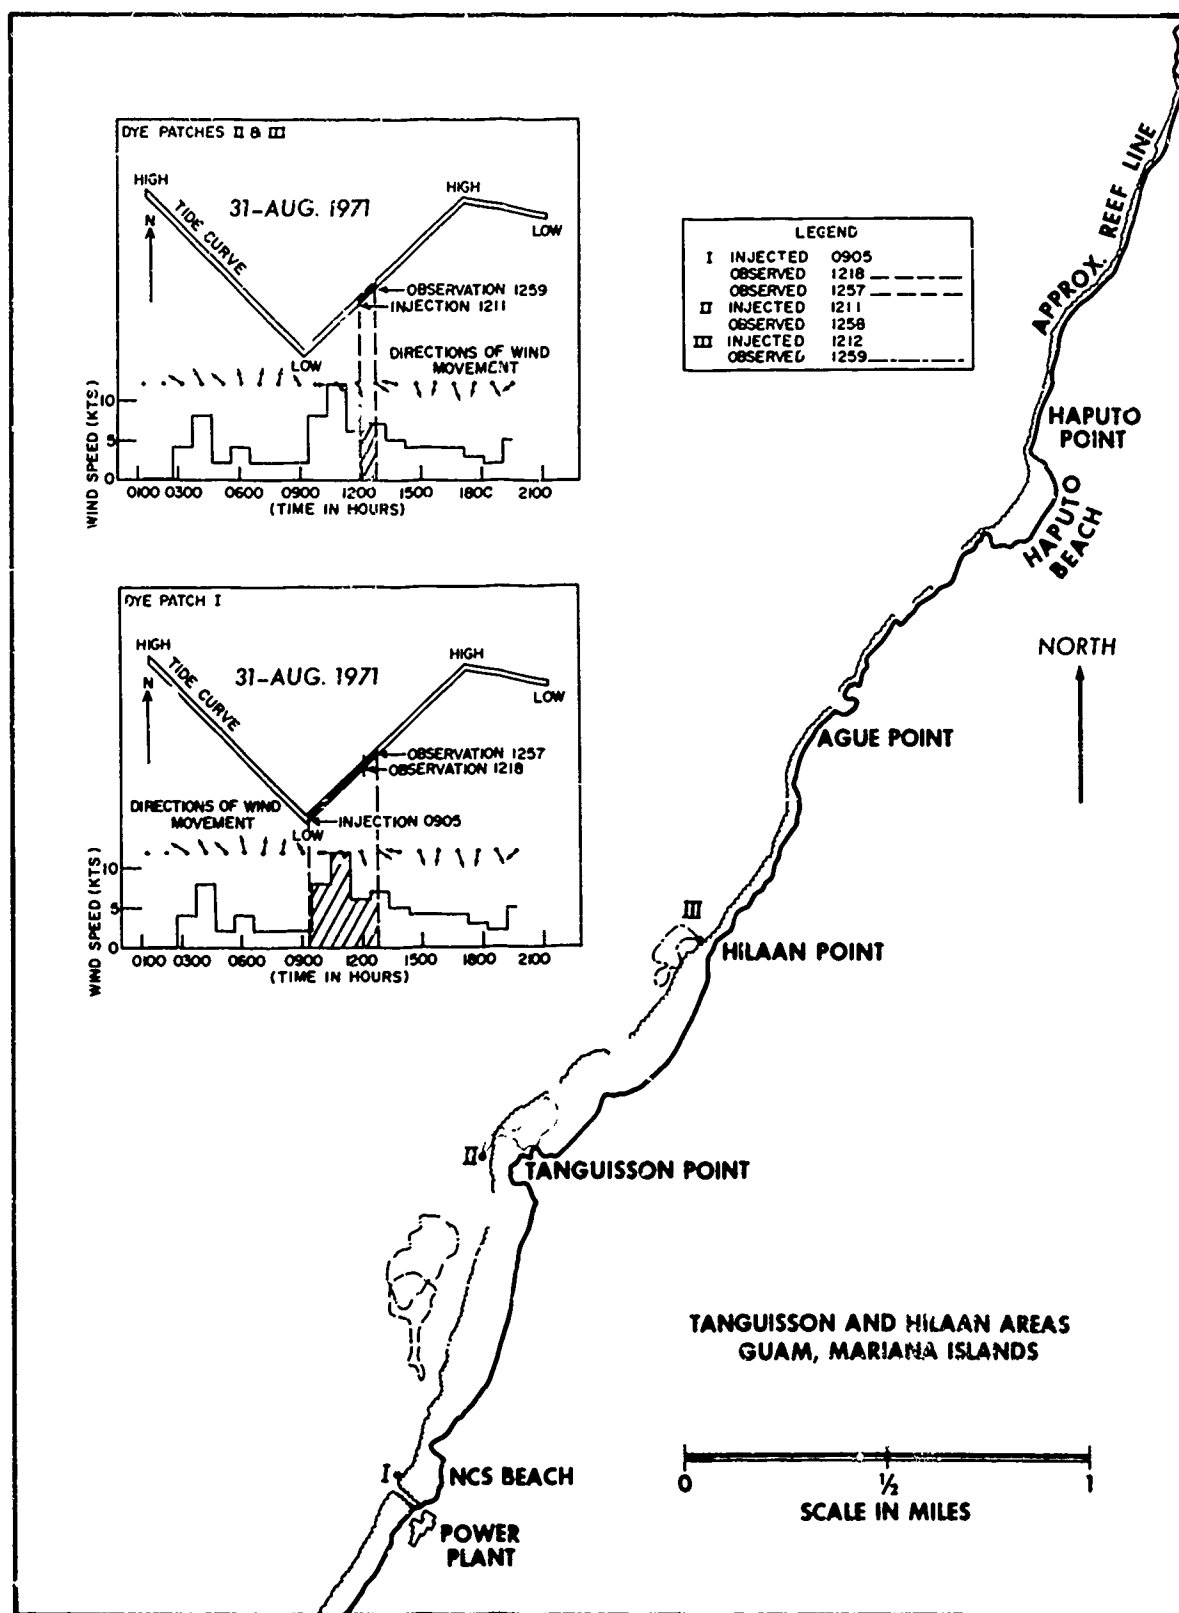 DYE PATCHES II & III
HIGH
N
TIDE CURVE
31-AUG. 1971
HIGH
LOW
OBSERVATION 1259
INJECTION 1211
LOW
DIRECTIONS OF WIND
MOVEMENT
WIND SPEED (KTS)
10
5
0
0100 0300 0600 0900 1200 1500 1800 2100
(TIME IN HOURS)
DYE PATCH I
HIGH
N
TIDE CURVE
31-AUG. 1971
HIGH
LOW
OBSERVATION 1257
OBSERVATION 1218
DIRECTIONS OF WIND
MOVEMENT
INJECTION 0905
LOW
WIND SPEED (KTS)
10
5
0
0100 0300 0600 0900 1200 1500 1800 2100
(TIME IN HOURS)
LEGEND
I INJECTED 0905
OBSERVED 1218
OBSERVED 1257
II INJECTED 1211
OBSERVED 1258
III INJECTED 1212
OBSERVED 1259
APPROX. REEF LINE
HAPUTO
POINT
HAPUTO
BEACH
NORTH
AGUE POINT
III
HILAAN POINT
II
TANGUISSON POINT
TANGUISSON AND HILAAN AREAS
GUAM, MARIANA ISLANDS
I
NCS BEACH
POWER
PLANT
0 ½ 1
SCALE IN MILES